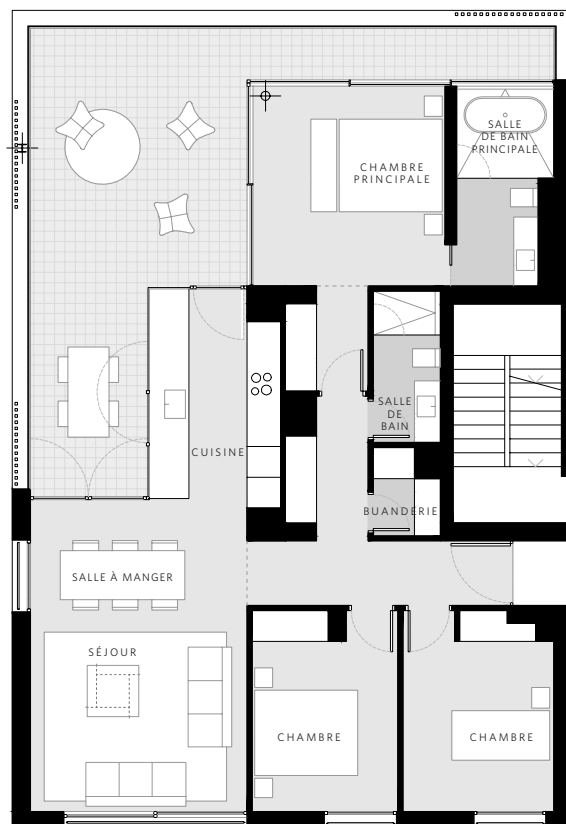 SALLE
DE BAIN
PRINCIPALE
CHAMBRE
PRINCIPALE
SALLE
DE
BAIN
CUISINE
BUANDERIE
SALLE À MANGER
SÉJOUR
CHAMBRE
CHAMBRE